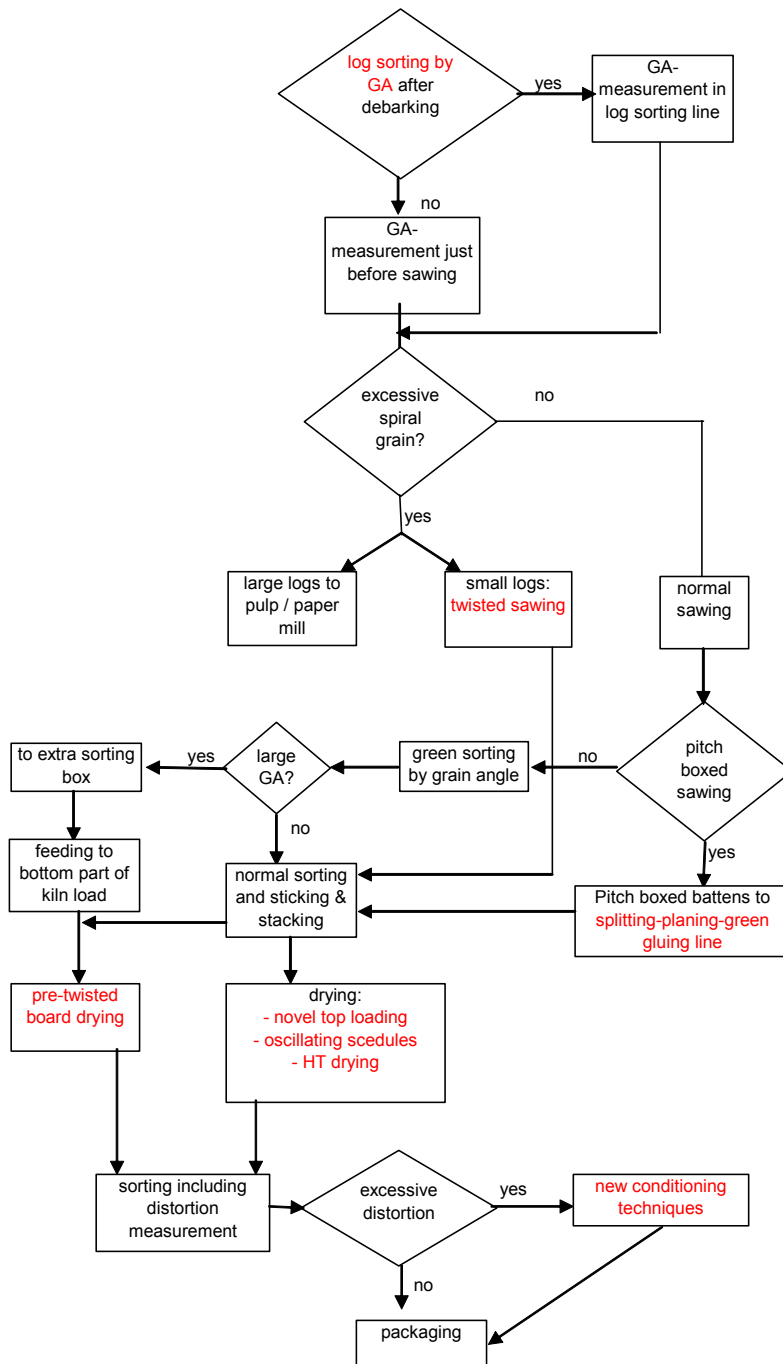 log sorting by
GA after
debarking
yes
GA-
measurement in
log sorting line
no
GA-
measurement just
before sawing
excessive
spiral
grain?
no
yes
large logs to
pulp / paper
mill
small logs:
twisted sawing
normal
sawing
to extra sorting
box
yes
large
GA?
green sorting
by grain angle
no
pitch
boxed
sawing
no
yes
feeding to
bottom part of
kiln load
normal sorting
and sticking &
stacking
Pitch boxed battens to
splitting-planing-green
gluing line
pre-twisted
board drying
drying:
- novel top loading
- oscillating scedules
- HT drying
sorting including
distortion
measurement
excessive
distortion
yes
new conditioning
techniques
no
packaging